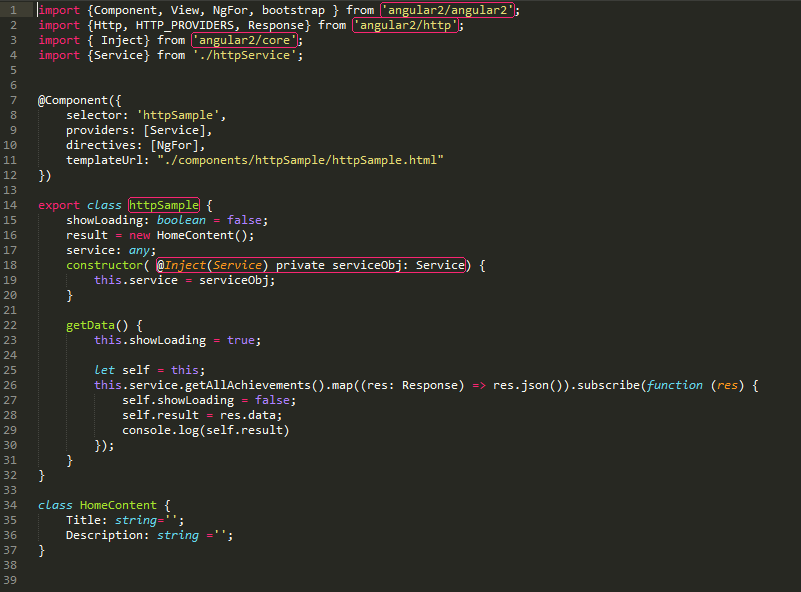 1 import {Component, View, NgFor, bootstrap } from 'angular2/angular2';
2 import {Http, HTTP_PROVIDERS, Response} from 'angular2/http';
3 import { Inject} from 'angular2/core';
4 import {Service} from './httpService';
5
6
7 @Component({
8     selector: 'httpSample',
9     providers: [Service],
10     directives: [NgFor],
11     templateUrl: "./components/httpSample/httpSample.html"
12 })
13
14 export class httpSample {
15     showLoading: boolean = false;
16     result = new HomeContent();
17     service: any;
18     constructor( @Inject(Service) private serviceObj: Service) {
19         this.service = serviceObj;
20     }
21
22     getData() {
23         this.showLoading = true;
24
25         let self = this;
26         this.service.getAllAchievements().map((res: Response) => res.json()).subscribe(function (res) {
27             self.showLoading = false;
28             self.result = res.data;
29             console.log(self.result)
30         });
31     }
32 }
33
34 class HomeContent {
35     Title: string='';
36     Description: string ='';
37 }
38
39